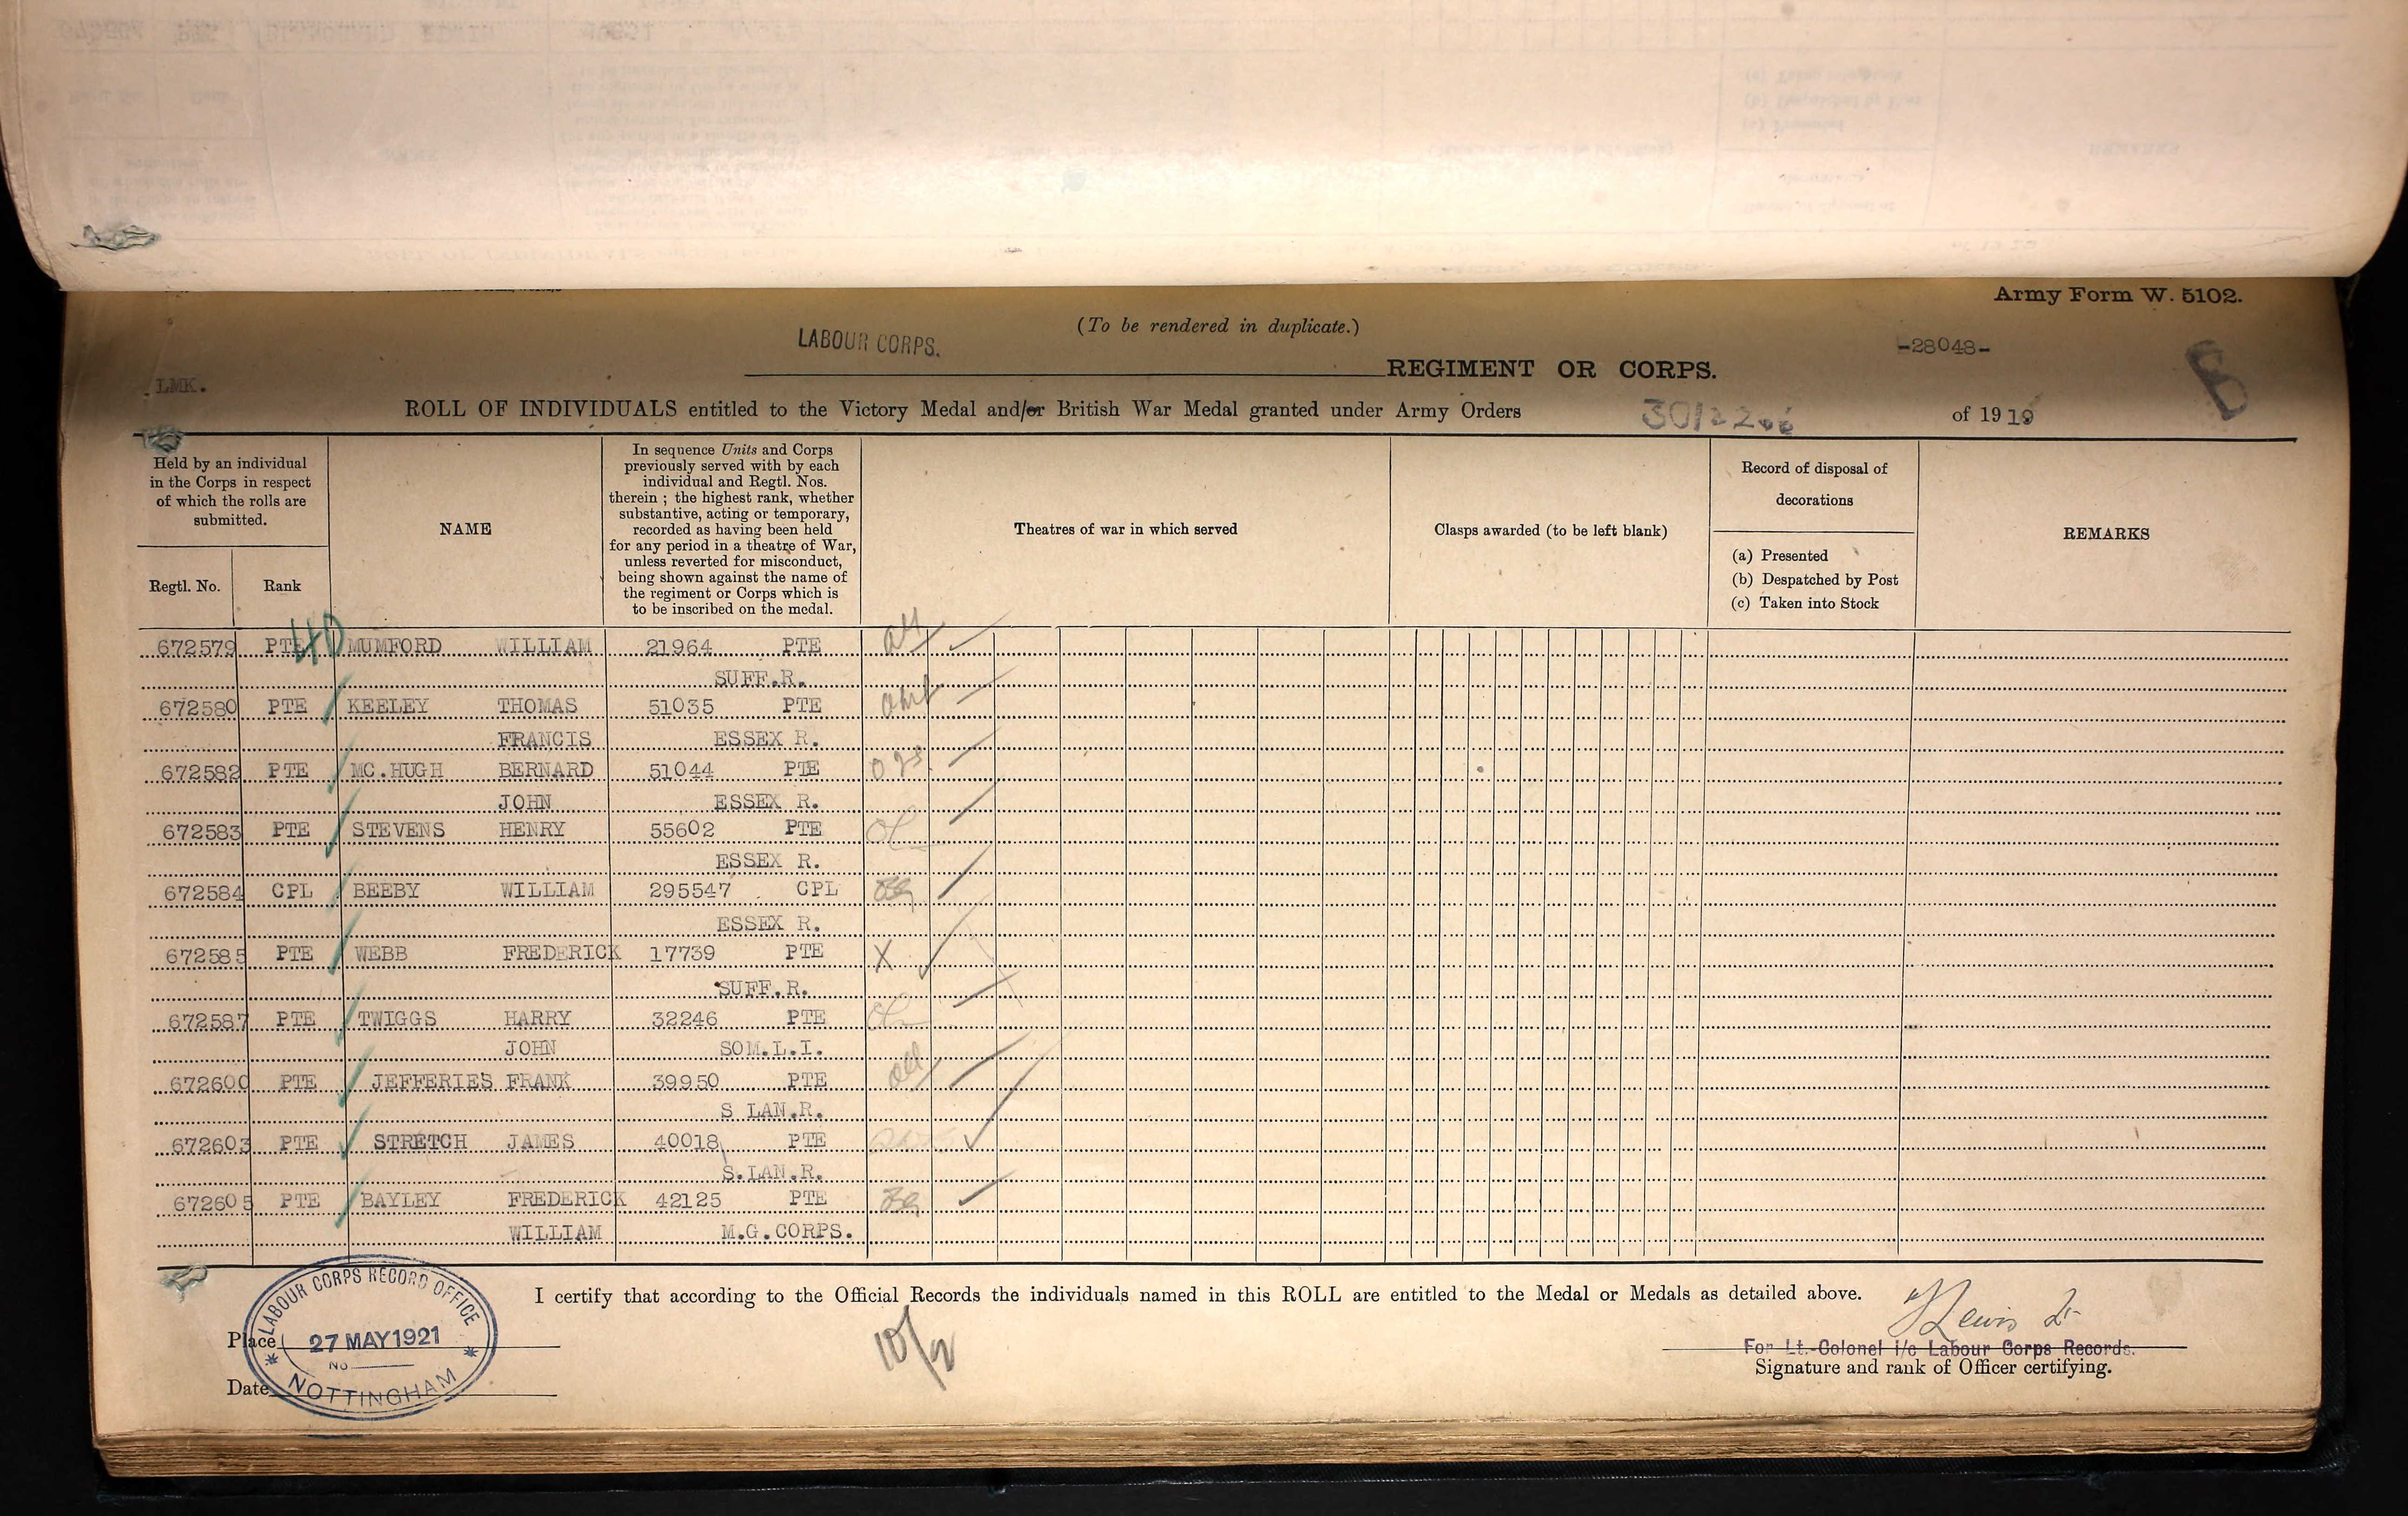 Army Form W. 5102.
(To be rendered in duplicate.)
LABOUR CORPS.
-28048-
REGIMENT OR CORPS.
B
LMK.
ROLL OF INDIVIDUALS entitled to the Victory Medal and/or British War Medal granted under Army Orders 301/2206 of 1919
Held by an individual
in the Corps in respect
of which the rolls are
submitted.
Regtl. No.
Rank
NAME
In sequence Units and Corps
previously served with by each
individual and Regtl. Nos.
therein ; the highest rank, whether
substantive, acting or temporary,
recorded as having been held
for any period in a theatre of War,
unless reverted for misconduct,
being shown against the name of
the regiment or Corps which is
to be inscribed on the medal.
Theatres of war in which served
Clasps awarded (to be left blank)
Record of disposal of
decorations
(a) Presented
(b) Despatched by Post
(c) Taken into Stock
REMARKS
672579 PTE MUMFORD WILLIAM 21964 PTE
SUFF.R.
672580 PTE KEELEY THOMAS 51035 PTE
FRANCIS ESSEX R.
672582 PTE MC.HUGH BERNARD 51044 PTE
JOHN ESSEX R.
672583 PTE STEVENS HENRY 55602 PTE
ESSEX R.
672584 CPL BEEBY WILLIAM 295547 CPL
ESSEX R.
672585 PTE WEBB FREDERICK 17739 PTE X
SUFF.R.
672587 PTE TWIGGS HARRY 32246 PTE
JOHN SOM.L.I.
672600 PTE JEFFERIES FRANK 39950 PTE
S LAN.R.
672603 PTE STRETCH JAMES 40018 PTE
S.LAN.R.
672605 PTE BAYLEY FREDERICK 42125 PTE
WILLIAM M.G.CORPS.
I certify that according to the Official Records the individuals named in this ROLL are entitled to the Medal or Medals as detailed above.
LABOUR CORPS RECORD OFFICE
Place
27 MAY 1921
NO
NOTTINGHAM
Date
10/2
Lewis Lt
For Lt.-Colonel i/c Labour Corps Records.
Signature and rank of Officer certifying.